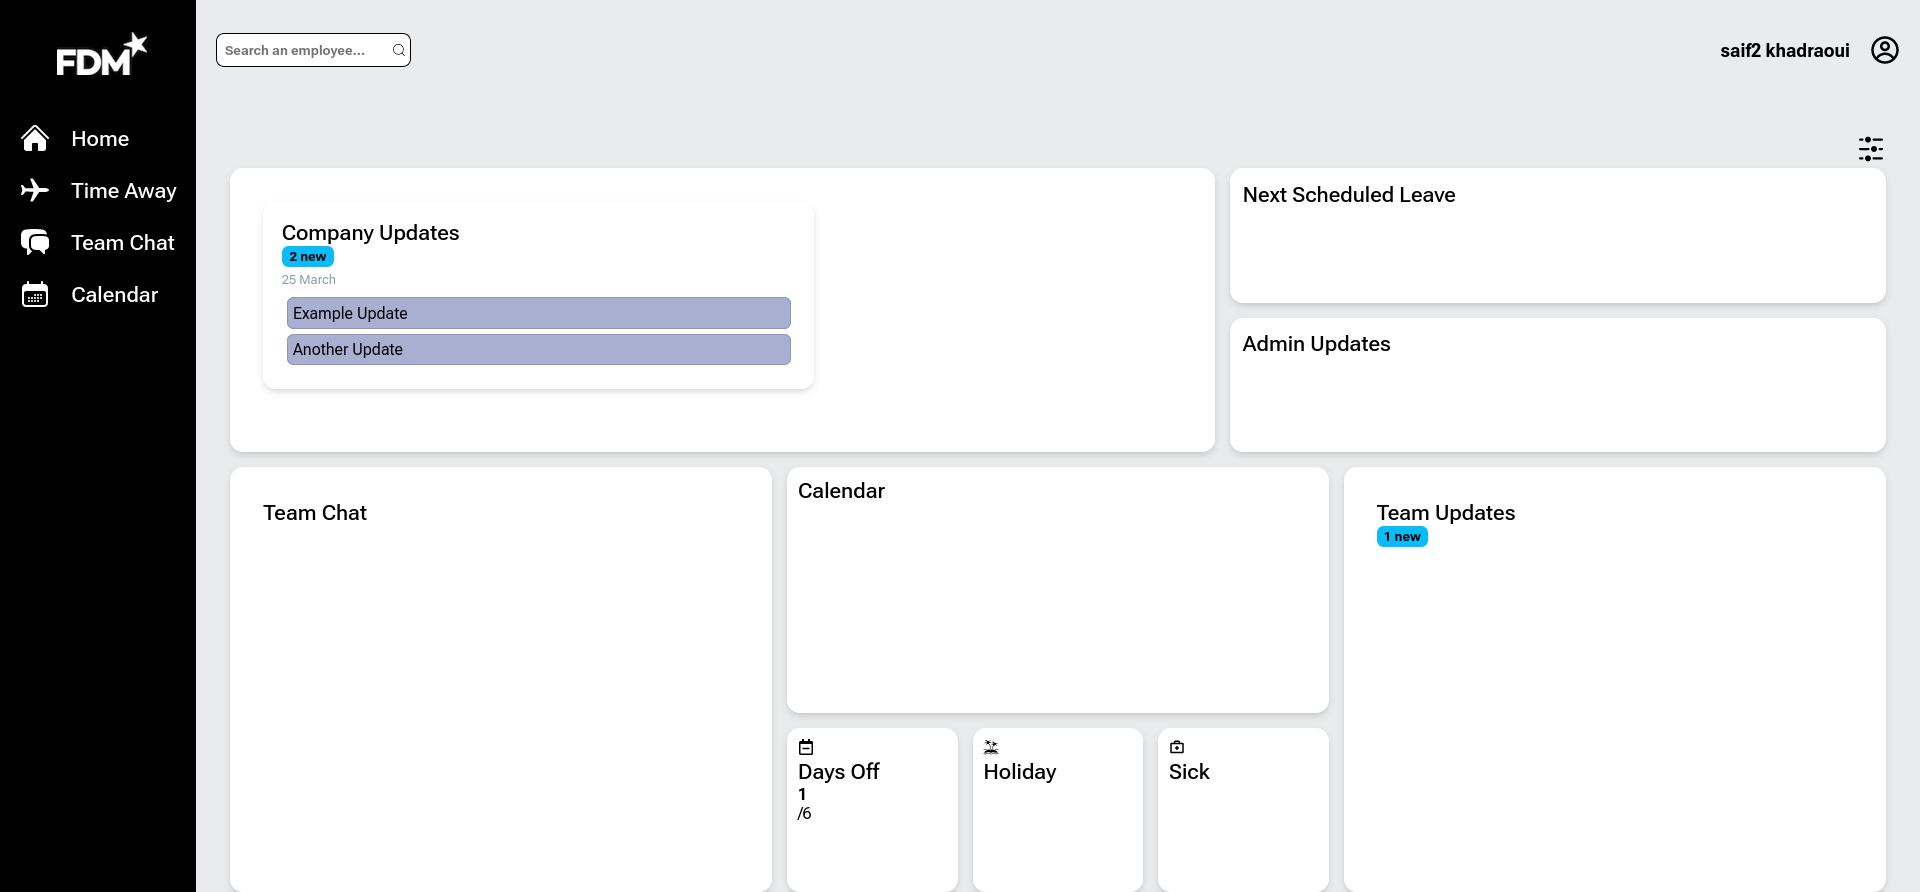 FDM
Home
Time Away
Team Chat
Calendar
Search an employee...
saif2 khadraoui
Company Updates
2 new
25 March
Example Update
Another Update
Next Scheduled Leave
Admin Updates
Team Chat
Calendar
Team Updates
1 new
Days Off
1
/6
Holiday
Sick